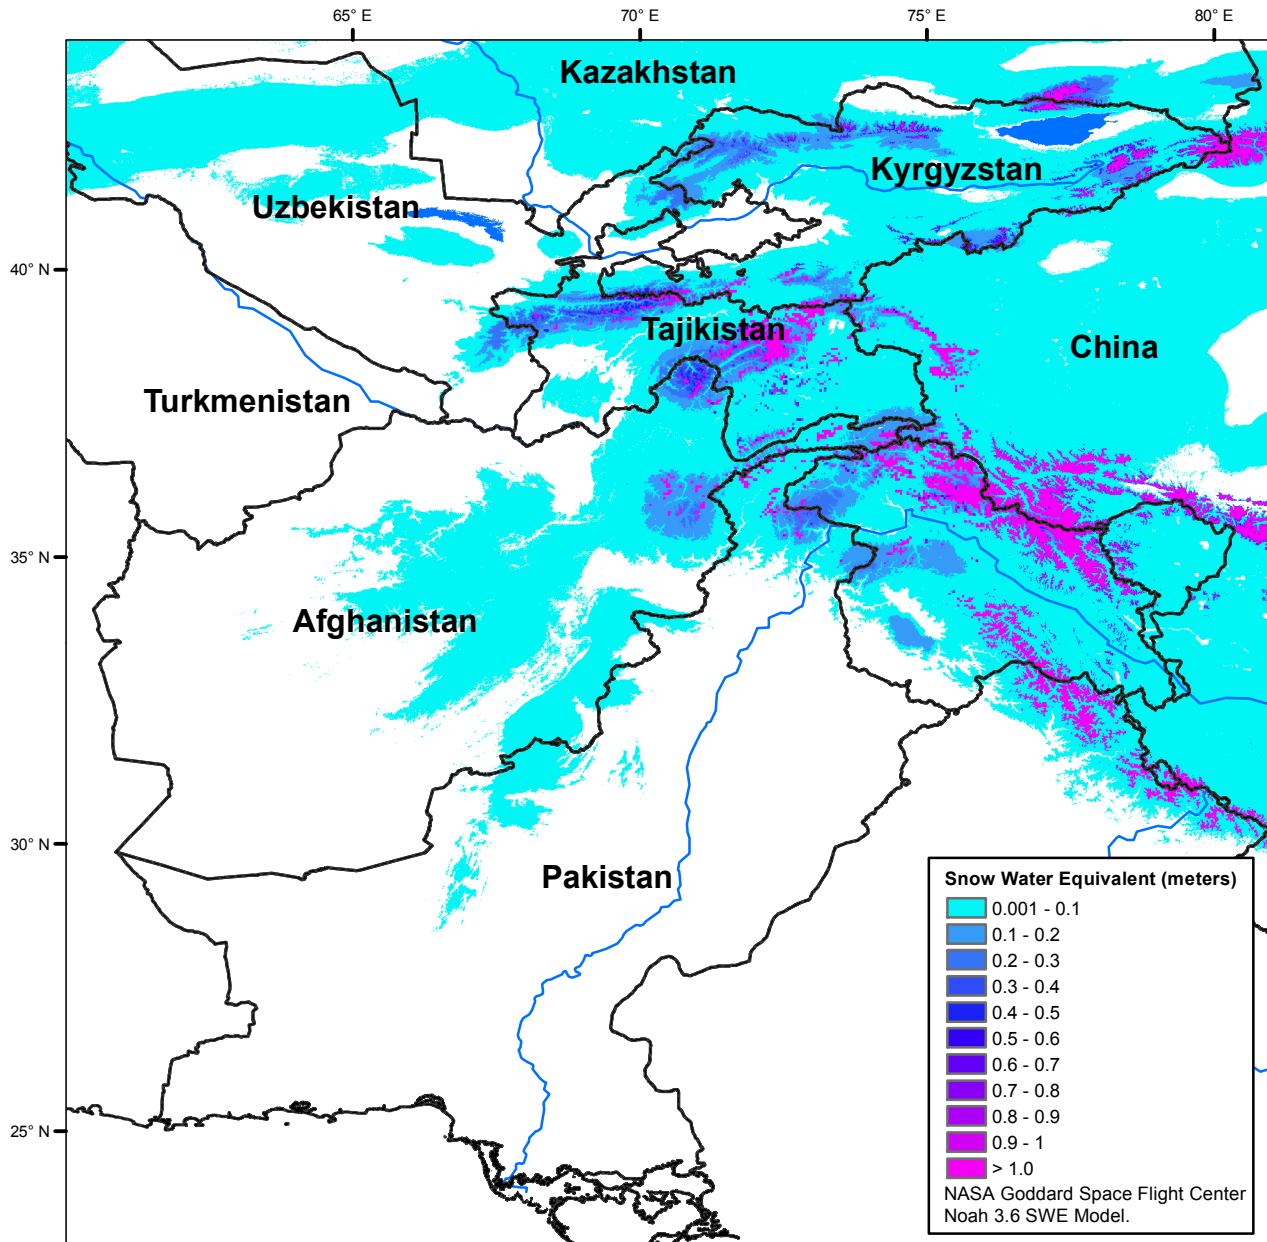 65° E
70° E
75° E
80° E
Kazakhstan
Kyrgyzstan
Uzbekistan
40° N
Tajikistan
China
Turkmenistan
35° N
Afghanistan
30° N
Pakistan
25° N
Snow Water Equivalent (meters)
0.001 - 0.1
0.1 - 0.2
0.2 - 0.3
0.3 - 0.4
0.4 - 0.5
0.5 - 0.6
0.6 - 0.7
0.7 - 0.8
0.8 - 0.9
0.9 - 1
> 1.0
NASA Goddard Space Flight Center
Noah 3.6 SWE Model.